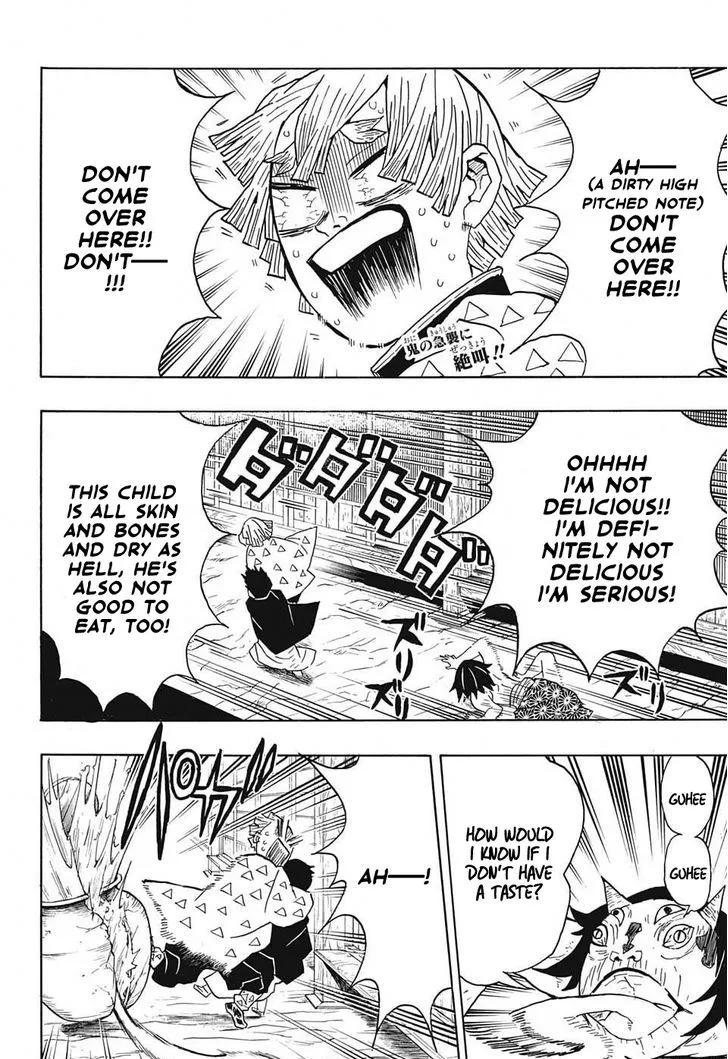 AH—
(A DIRTY HIGH
PITCHED NOTE)
DON'T
COME
OVER
HERE!!
DON'T
COME
OVER
HERE!!
DON'T—
!!!
鬼の急襲に
絶叫!!
OHHHH
I'M NOT
DELICIOUS!!
I'M DEFI-
NITELY NOT
DELICIOUS
I'M SERIOUS!
ダダダダ
ズリズリ
THIS CHILD
IS ALL SKIN
AND BONES
AND DRY AS
HELL, HE'S
ALSO NOT
GOOD TO
EAT, TOO!
GUHEE
GUHEE
HOW WOULD
I KNOW IF I
DON'T HAVE
A TASTE?
AH—!